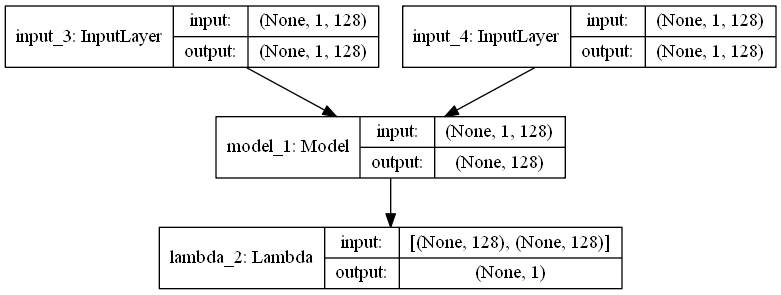 input_3: InputLayer input: (None, 1, 128)
output: (None, 1, 128)
input_4: InputLayer input: (None, 1, 128)
output: (None, 1, 128)
model_1: Model input: (None, 1, 128)
output: (None, 128)
lambda_2: Lambda input: [(None, 128), (None, 128)]
output: (None, 1)